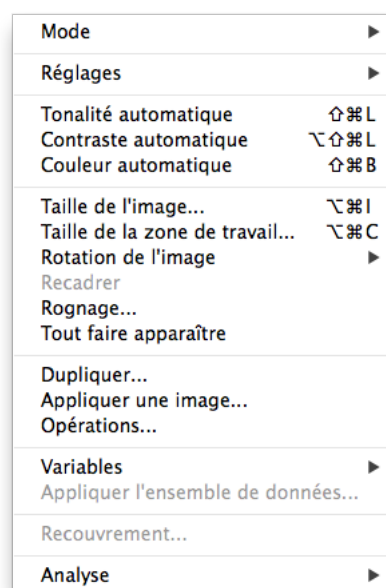 Mode ▶
Réglages ▶
Tonalité automatique ⇧⌘L
Contraste automatique ⌥⇧⌘L
Couleur automatique ⇧⌘B
Taille de l'image... ⌥⌘I
Taille de la zone de travail... ⌥⌘C
Rotation de l'image ▶
Recadrer
Rognage...
Tout faire apparaître
Dupliquer...
Appliquer une image...
Opérations...
Variables ▶
Appliquer l'ensemble de données...
Recouvrement...
Analyse ▶